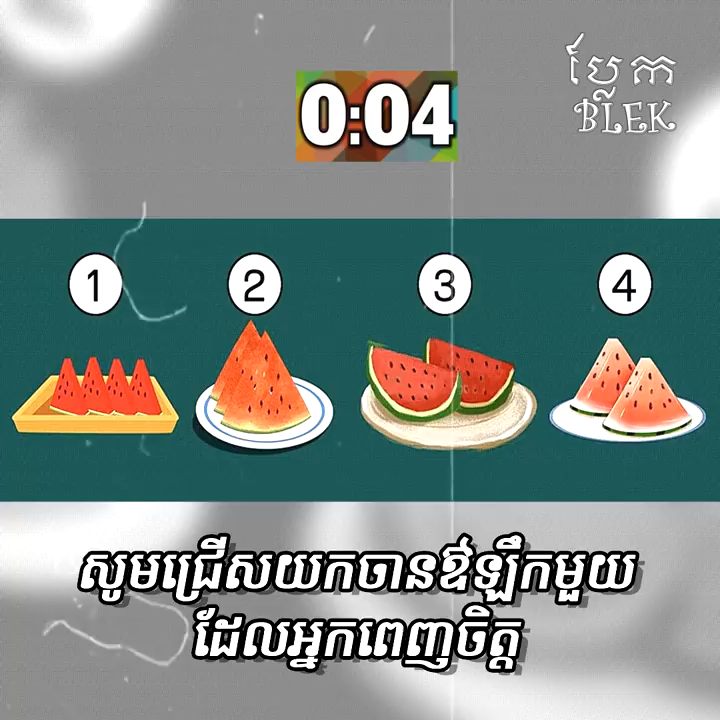 ប្លែក
BLEK
0:04
1 2 3 4
សូមជ្រើសយកចានឪឡឹកមួយ
ដែលអ្នកពេញចិត្ត